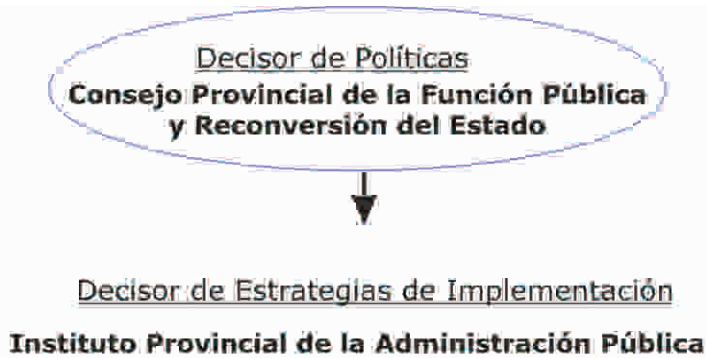 Decisor de Políticas
Consejo Provincial de la Función Pública
y Reconversión del Estado
Decisor de Estrategias de Implementación
Instituto Provincial de la Administración Pública